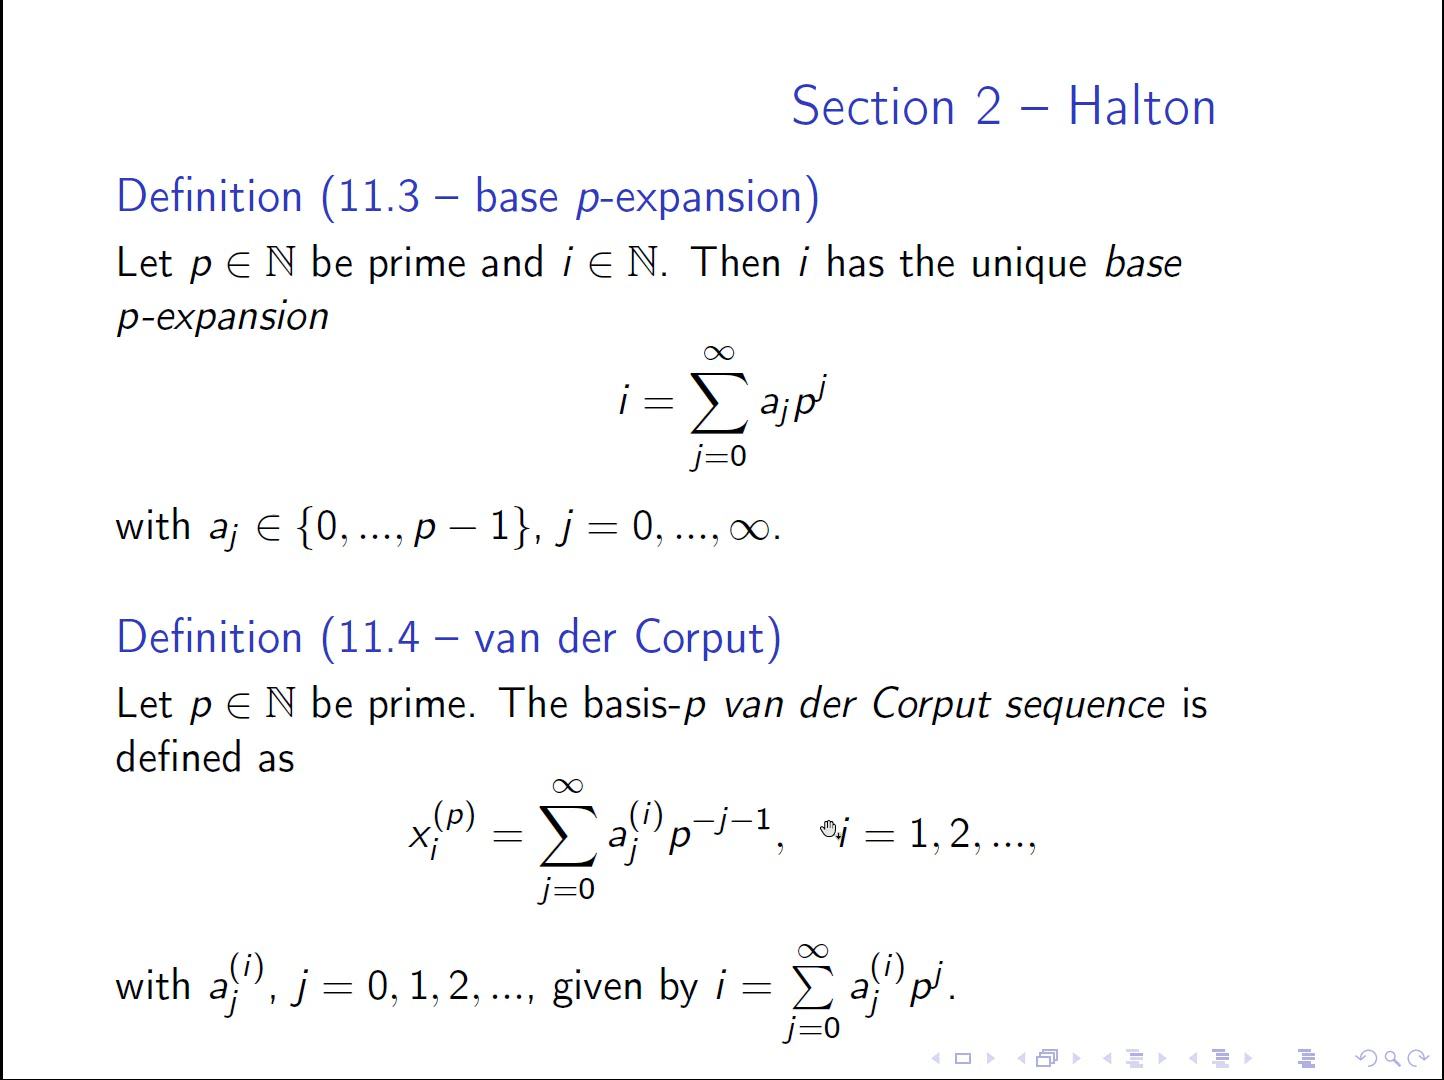 Section 2 – Halton
Definition (11.3 – base p-expansion)
Let p ∈ ℕ be prime and i ∈ ℕ. Then i has the unique base
p-expansion
i = ∑_{j=0}^{∞} a_j p^j
with a_j ∈ {0, ..., p − 1}, j = 0, ..., ∞.
Definition (11.4 – van der Corput)
Let p ∈ ℕ be prime. The basis-p van der Corput sequence is
defined as
x_i^{(p)} = ∑_{j=0}^{∞} a_j^{(i)} p^{−j−1}, i = 1, 2, ...,
with a_j^{(i)}, j = 0, 1, 2, ..., given by i = ∑_{j=0}^{∞} a_j^{(i)} p^j.